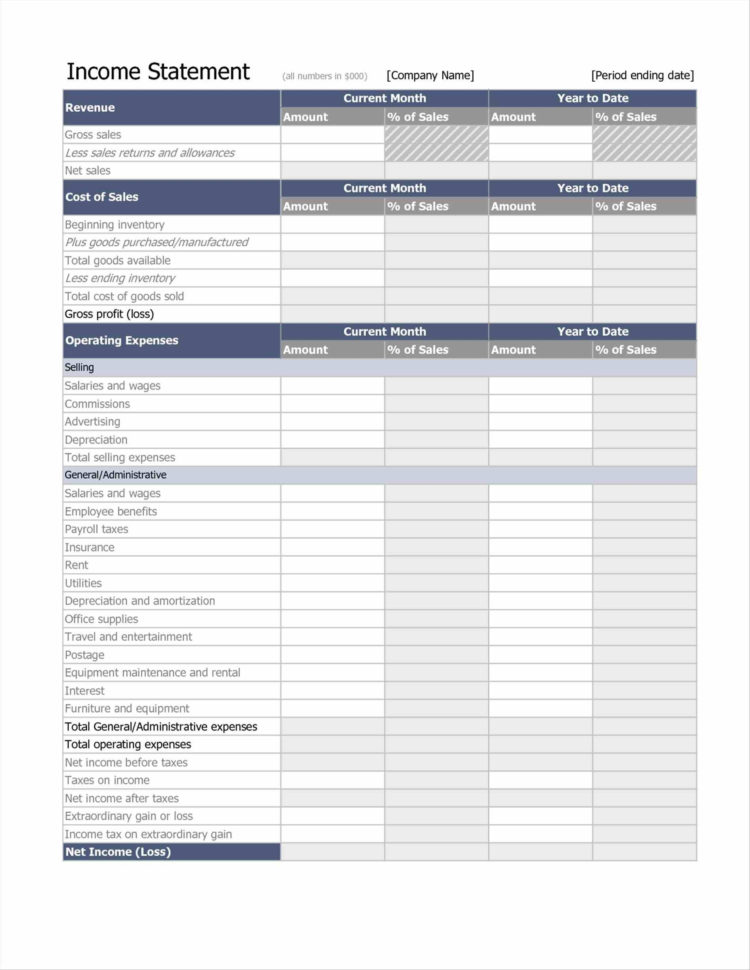 Income Statement (all numbers in $000) [Company Name] [Period ending date]
Revenue Current Month Year to Date
Amount % of Sales Amount % of Sales
Gross sales
Less sales returns and allowances
Net sales
Cost of Sales Current Month Year to Date
Amount % of Sales Amount % of Sales
Beginning inventory
Plus goods purchased/manufactured
Total goods available
Less ending inventory
Total cost of goods sold
Gross profit (loss)
Operating Expenses Current Month Year to Date
Amount % of Sales Amount % of Sales
Selling
Salaries and wages
Commissions
Advertising
Depreciation
Total selling expenses
General/Administrative
Salaries and wages
Employee benefits
Payroll taxes
Insurance
Rent
Utilities
Depreciation and amortization
Office supplies
Travel and entertainment
Postage
Equipment maintenance and rental
Interest
Furniture and equipment
Total General/Administrative expenses
Total operating expenses
Net income before taxes
Taxes on income
Net income after taxes
Extraordinary gain or loss
Income tax on extraordinary gain
Net Income (Loss)